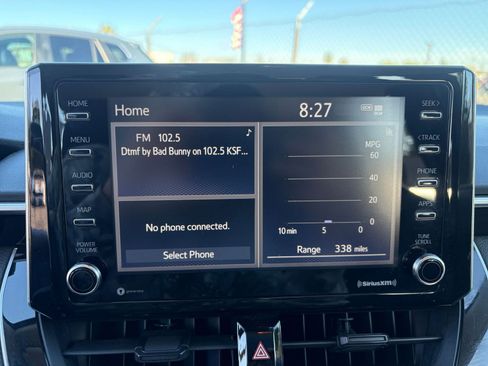 HOME
MENU
AUDIO
MAP
POWER
VOLUME
Home
8:27
FM 102.5
♪
Dtmf by Bad Bunny on 102.5 KSF...
No phone connected.
Select Phone
MPG
60
40
20
0
10 min 5 0
Range 338 miles
SEEK>
<TRACK
PHONE
APPS
TUNE
SCROLL
SiriusXM